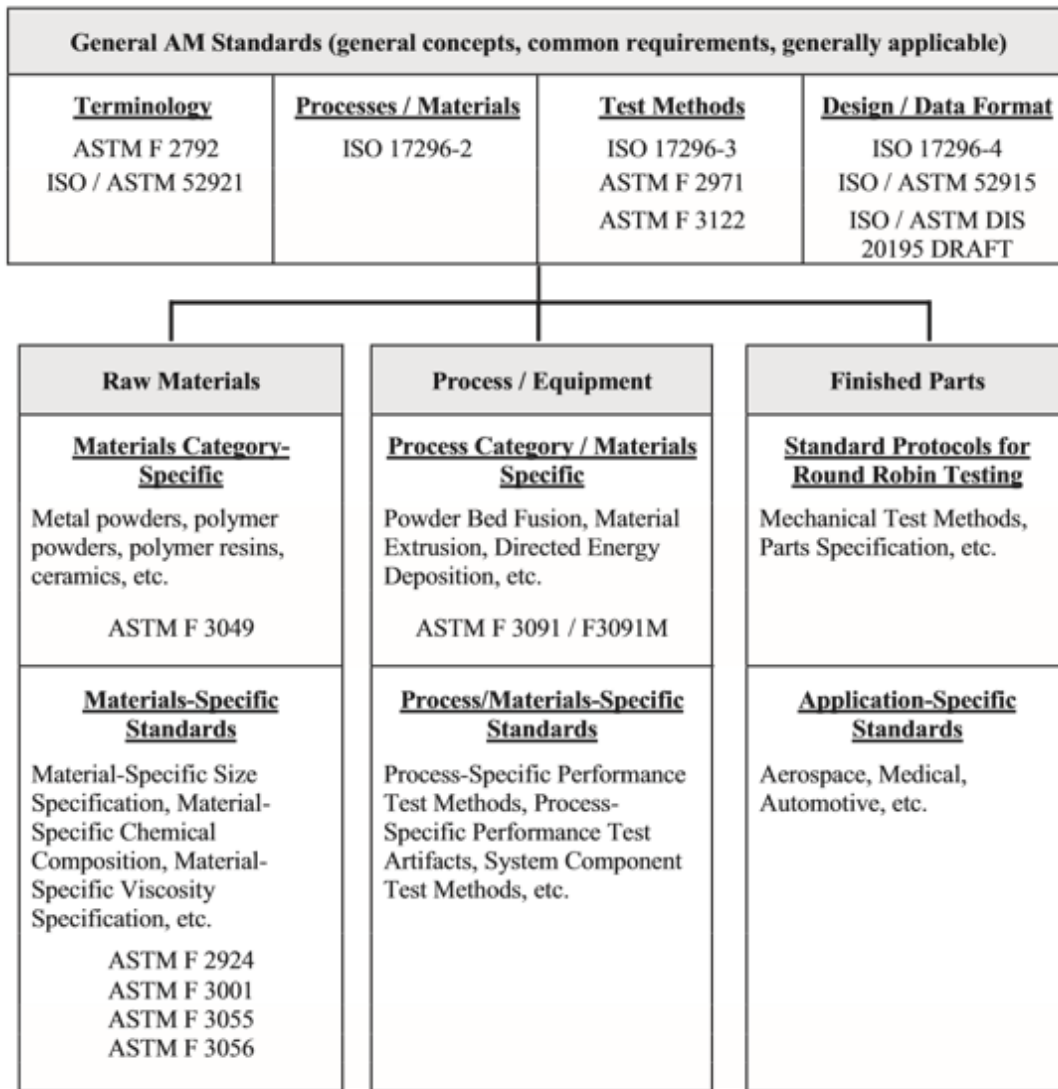 General AM Standards (general concepts, common requirements, generally applicable)
Terminology
ASTM F 2792
ISO / ASTM 52921
Processes / Materials
ISO 17296-2
Test Methods
ISO 17296-3
ASTM F 2971
ASTM F 3122
Design / Data Format
ISO 17296-4
ISO / ASTM 52915
ISO / ASTM DIS
20195 DRAFT
Raw Materials
Materials Category-
Specific
Metal powders, polymer
powders, polymer resins,
ceramics, etc.
ASTM F 3049
Materials-Specific
Standards
Material-Specific Size
Specification, Material-
Specific Chemical
Composition, Material-
Specific Viscosity
Specification, etc.
ASTM F 2924
ASTM F 3001
ASTM F 3055
ASTM F 3056
Process / Equipment
Process Category / Materials
Specific
Powder Bed Fusion, Material
Extrusion, Directed Energy
Deposition, etc.
ASTM F 3091 / F3091M
Process/Materials-Specific
Standards
Process-Specific Performance
Test Methods, Process-
Specific Performance Test
Artifacts, System Component
Test Methods, etc.
Finished Parts
Standard Protocols for
Round Robin Testing
Mechanical Test Methods,
Parts Specification, etc.
Application-Specific
Standards
Aerospace, Medical,
Automotive, etc.